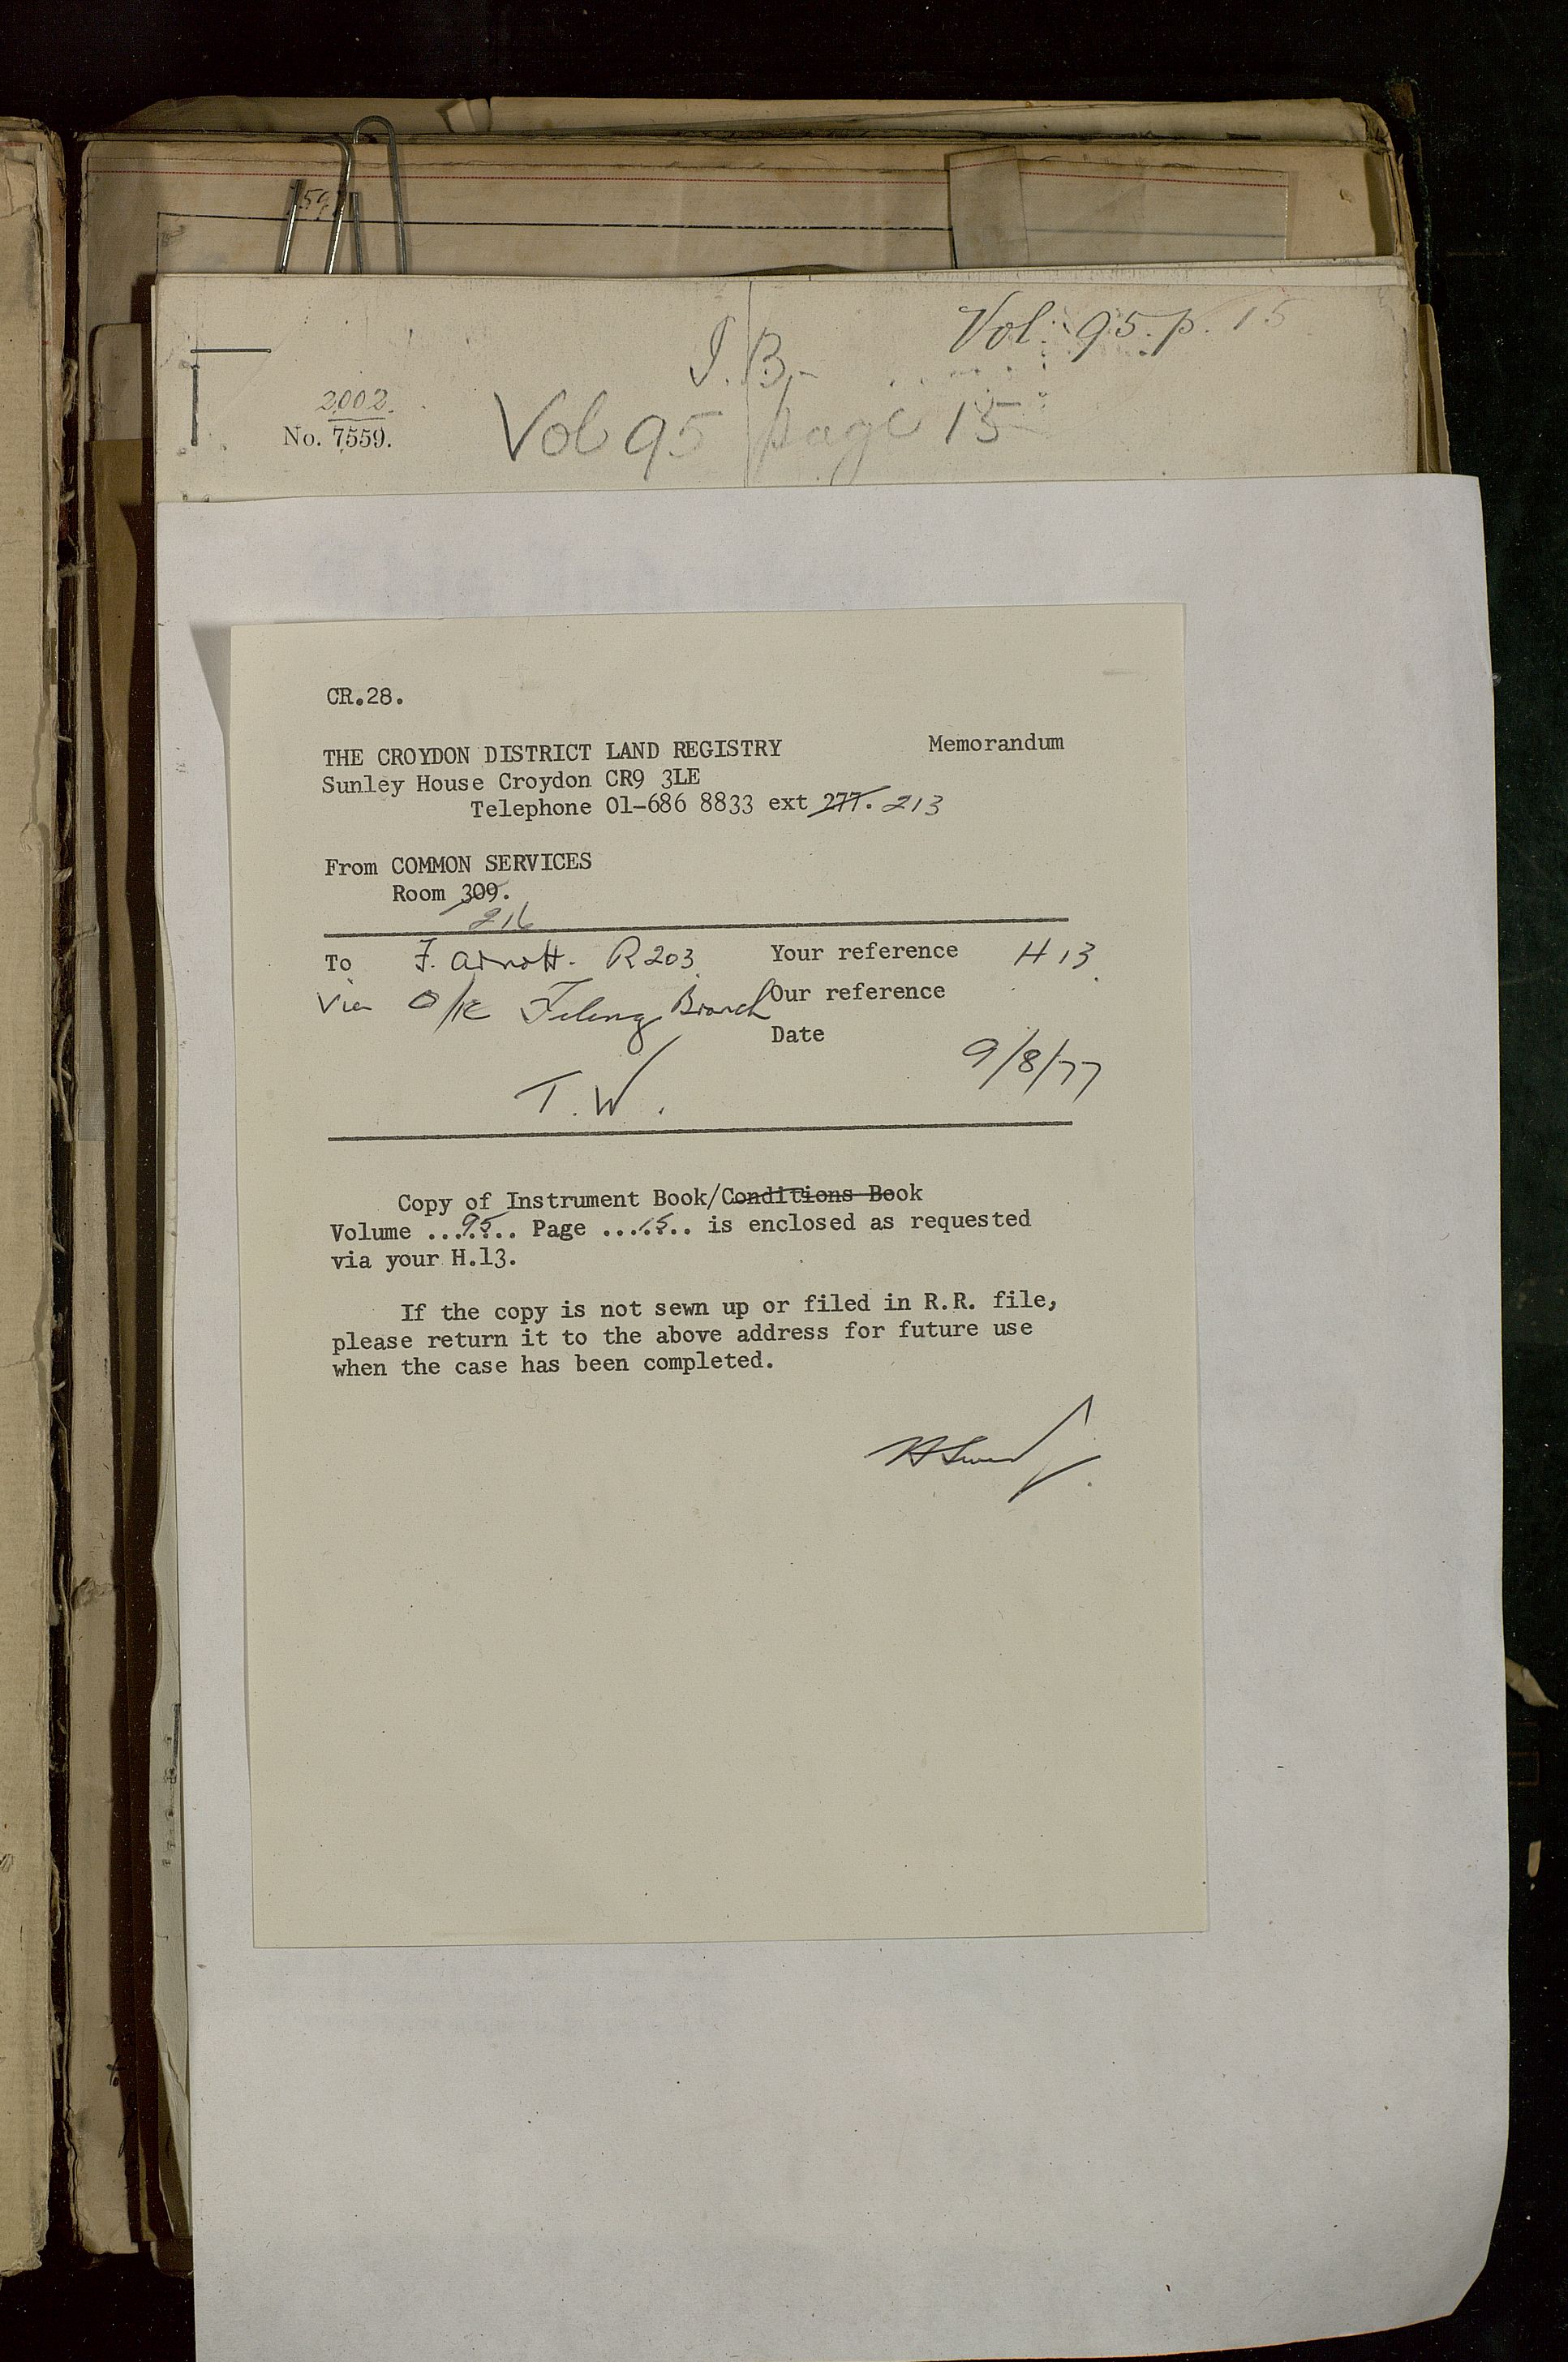 Vol. 95. p. 15
I. B.
2002.
No. 7559.
Vol 95 page 15
CR.28.
THE CROYDON DISTRICT LAND REGISTRY Memorandum
Sunley House Croydon CR9 3LE
Telephone 01-686 8833 ext 277. 213
From COMMON SERVICES
Room 309.
216
To F. Arnott. R203 Your reference H 13
Via O/IC Filing Branch Our reference
Date 9/8/77
T. W.
Copy of Instrument Book/Conditions Book
Volume ...95... Page ....15... is enclosed as requested
via your H.13.
If the copy is not sewn up or filed in R.R. file,
please return it to the above address for future use
when the case has been completed.